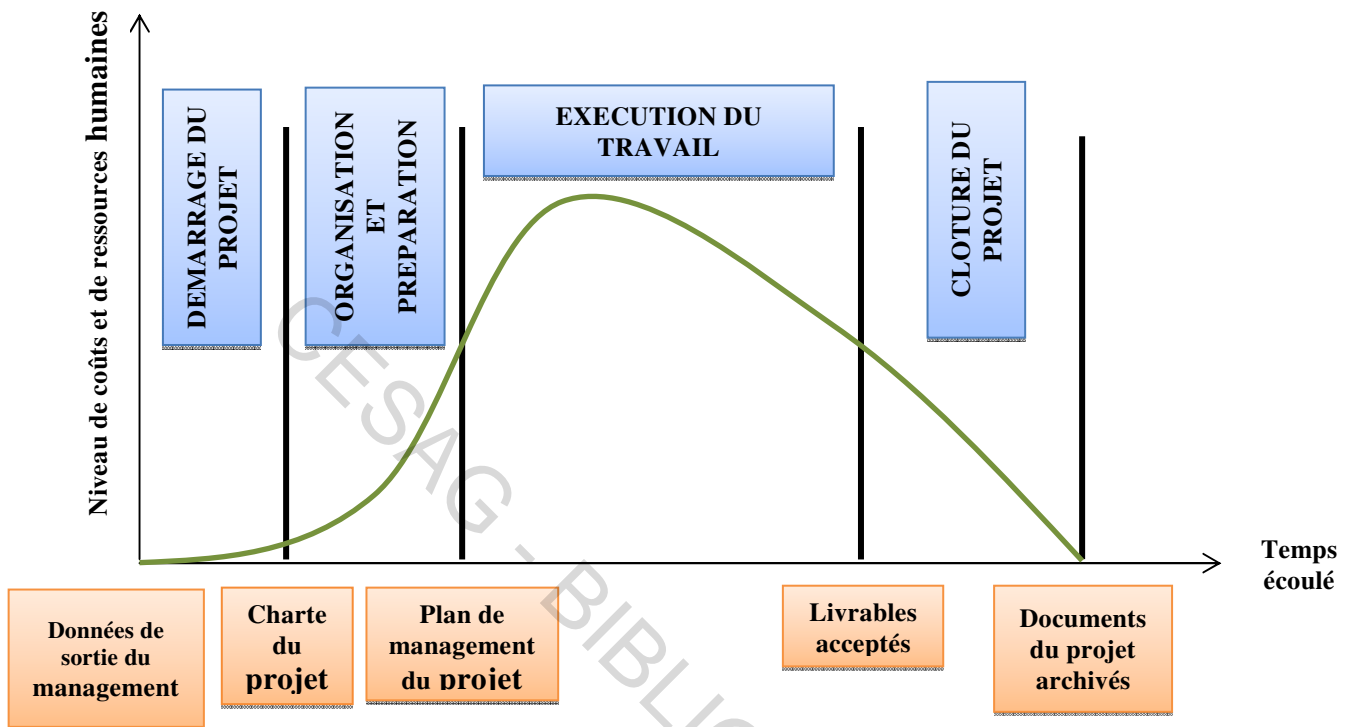 Niveau de coûts et de ressources humaines
DEMARRAGE DU
PROJET
ORGANISATION
ET
PREPARATION
EXECUTION DU
TRAVAIL
CLOTURE DU
PROJET
CESAG - BIBLIO
Temps
écoulé
Données de
sortie du
management
Charte
du
projet
Plan de
management
du projet
Livrables
acceptés
Documents
du projet
archivés